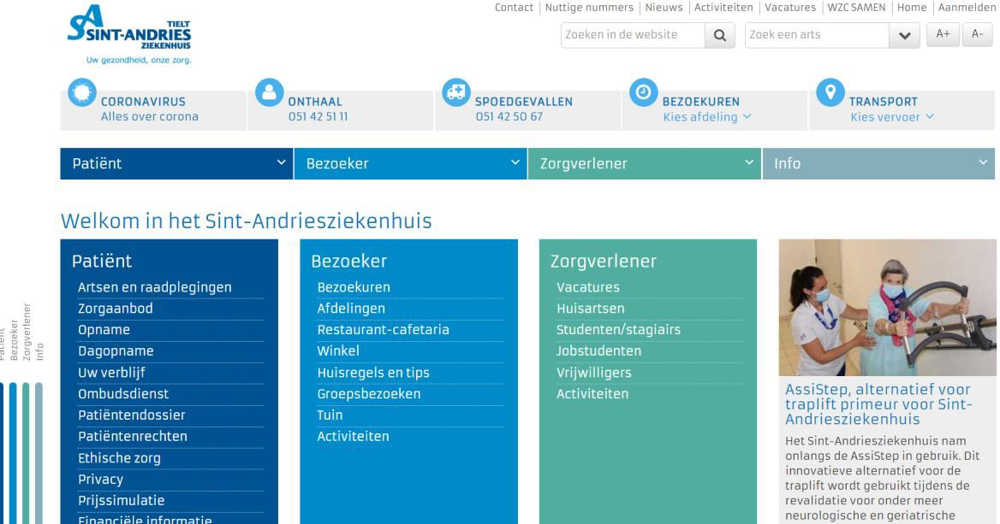 Contact Nuttige nummers Nieuws Activiteiten Vacatures WZC SAMEN Home Aanmelden
TIELT
SINT-ANDRIES
ZIEKENHUIS
Uw gezondheid, onze zorg.
Zoeken in de website Zoek een arts A+ A-
CORONAVIRUS
Alles over corona
ONTHAAL
051 42 51 11
SPOEDGEVALLEN
051 42 50 67
BEZOEKUREN
Kies afdeling
TRANSPORT
Kies vervoer
Patiënt Bezoeker Zorgverlener Info
Welkom in het Sint-Andriesziekenhuis
Patiënt
Artsen en raadplegingen
Zorgaanbod
Opname
Dagopname
Uw verblijf
Ombudsdienst
Patiëntendossier
Patiëntenrechten
Ethische zorg
Privacy
Prijssimulatie
Financiële informatie
Bezoeker
Bezoekuren
Afdelingen
Restaurant-cafetaria
Winkel
Huisregels en tips
Groepsbezoeken
Tuin
Activiteiten
Zorgverlener
Vacatures
Huisartsen
Studenten/stagiairs
Jobstudenten
Vrijwilligers
Activiteiten
AssiStep, alternatief voor
traplift primeur voor Sint-
Andriesziekenhuis
Het Sint-Andriesziekenhuis nam
onlangs de AssiStep in gebruik. Dit
innovatieve alternatief voor de
traplift wordt gebruikt tijdens de
revalidatie voor onder meer
neurologische en geriatrische
Patiënt
Bezoeker
Zorgverlener
Info